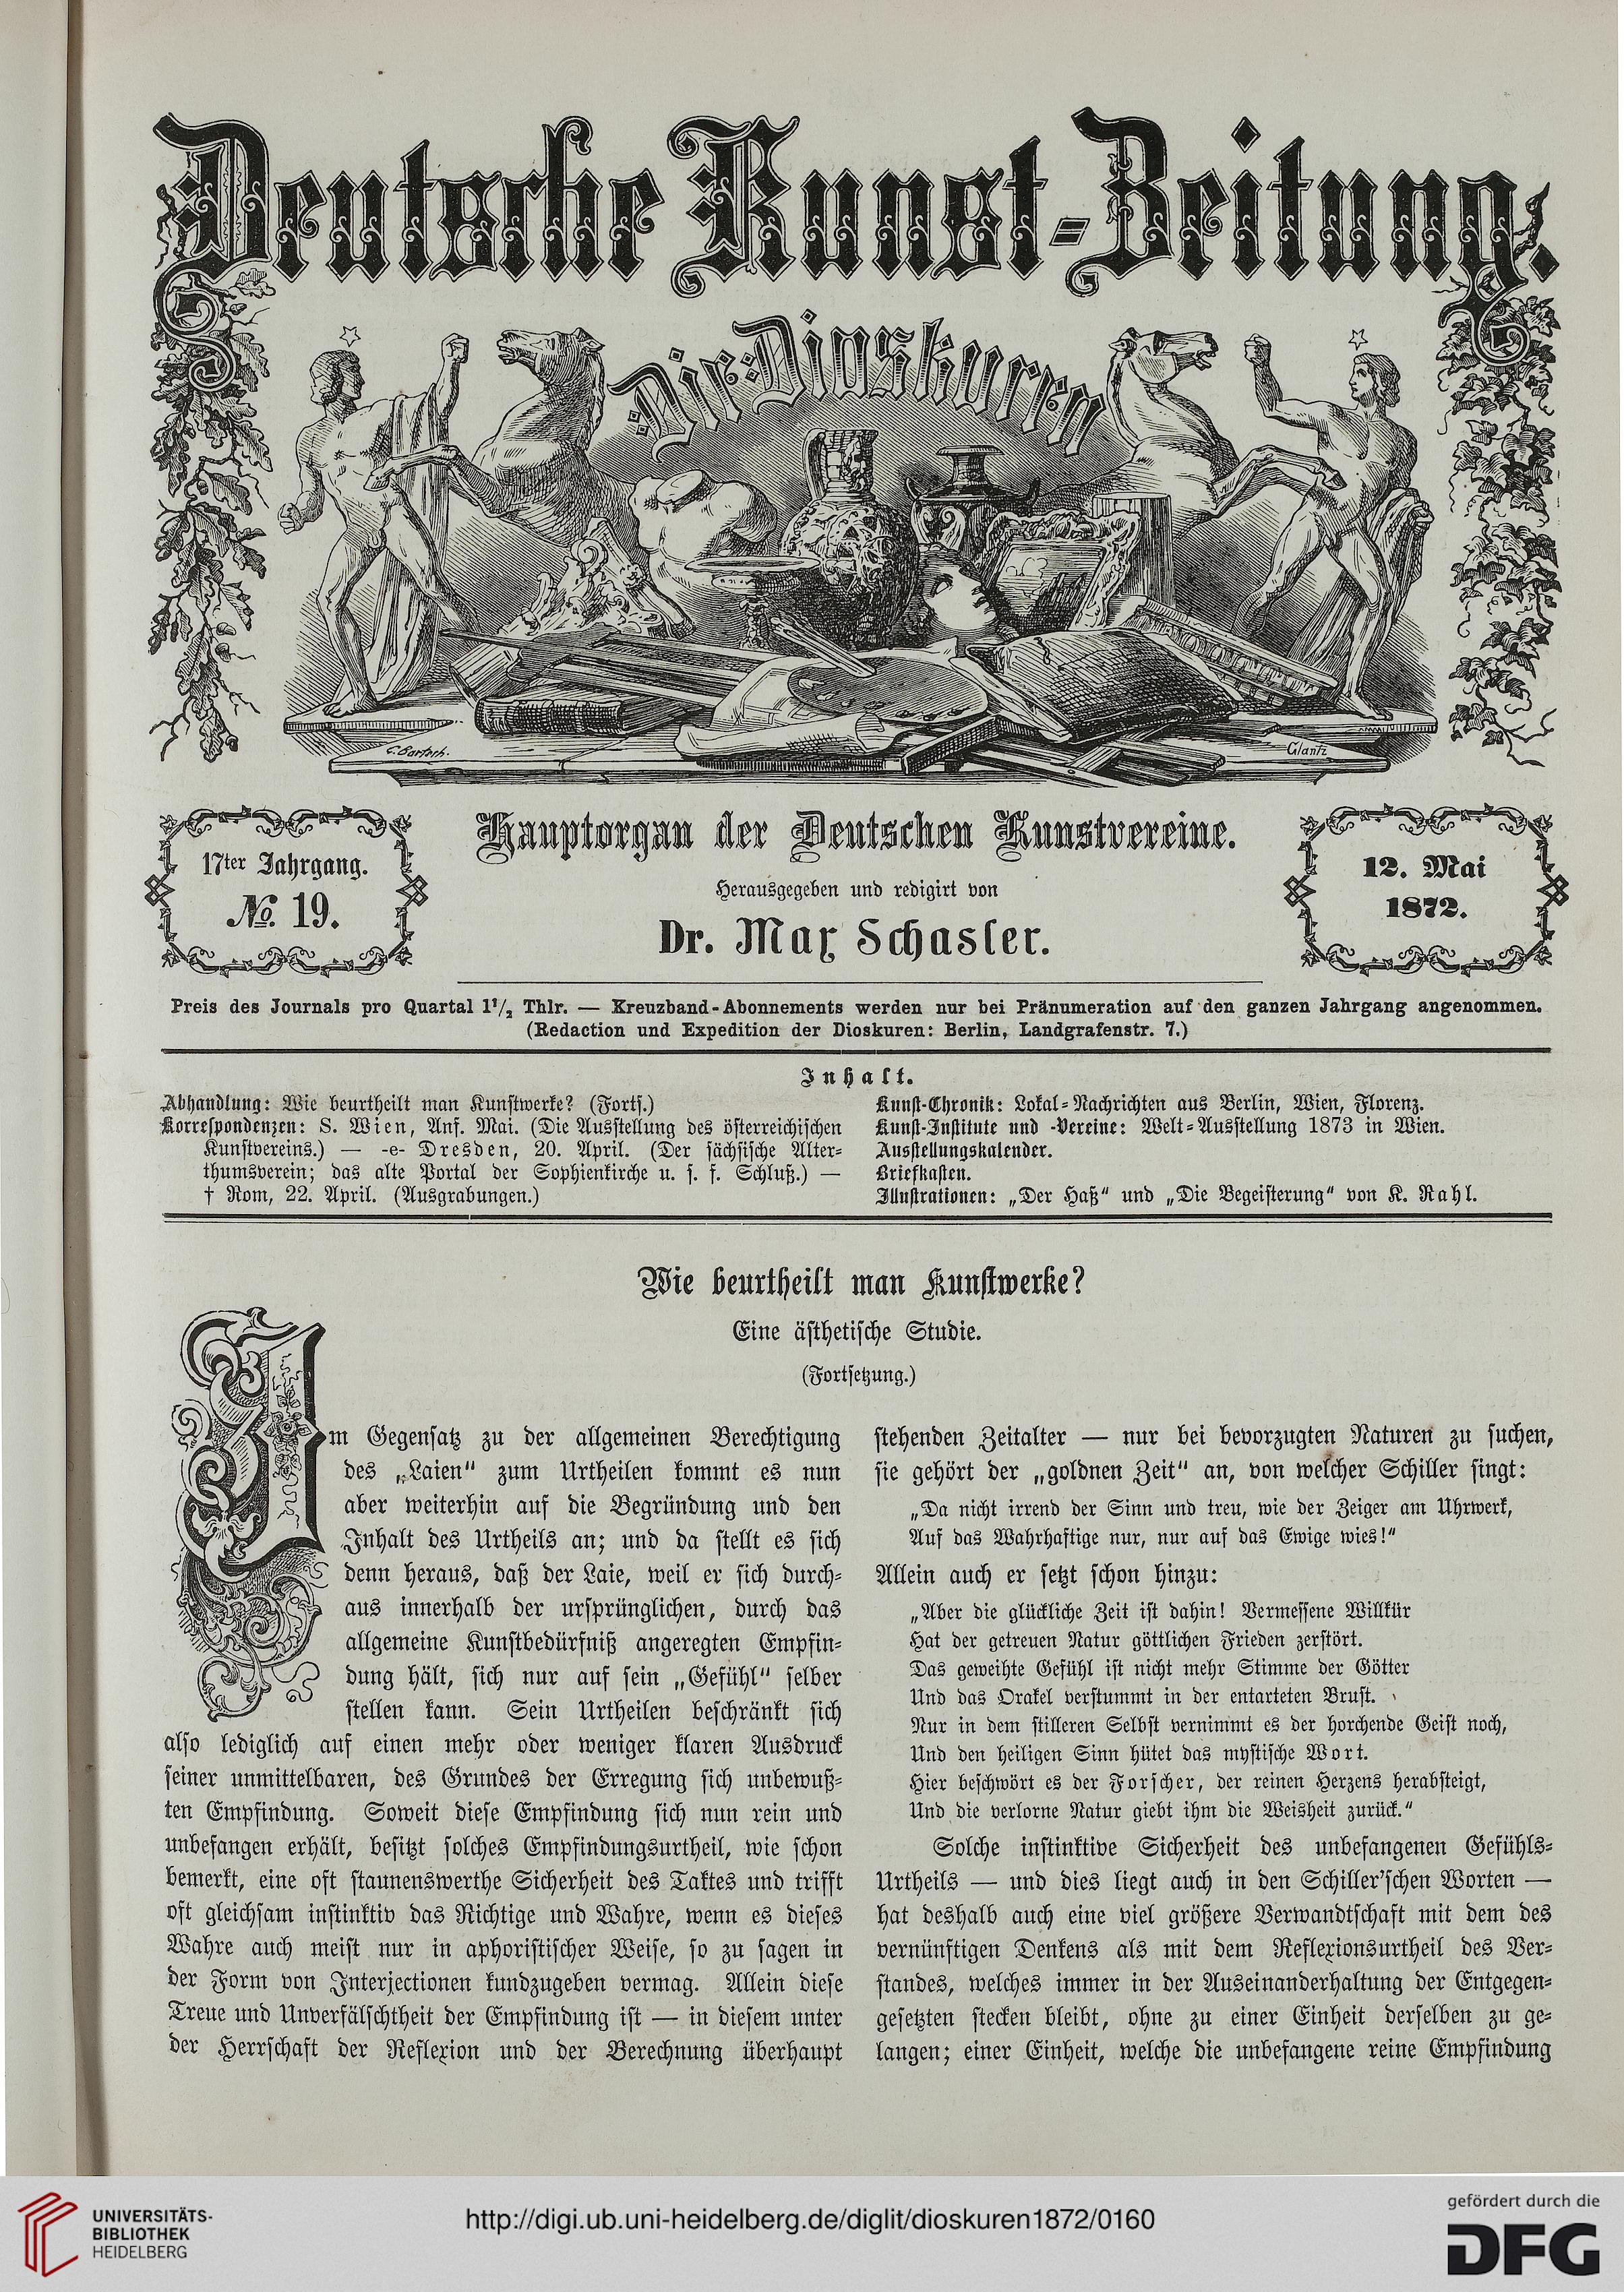 Deutsche Kunst-Zeitung.
Die Dioskuren
C. Bartsch.
Glantz
Hauptorgan der Deutschen Kunstvereine.
17ter Jahrgang.
№. 19.
Herausgegeben und redigirt von
Dr. Max Schasler.
12. Mai
1872.
Preis des Journals pro Quartal 1½ Thlr. — Kreuzband-Abonnements werden nur bei Pränumeration auf den ganzen Jahrgang angenommen.
(Redaction und Expedition der Dioskuren: Berlin, Landgrafenstr. 7.)
Inhalt.
Abhandlung: Wie beurtheilt man Kunstwerke? (Forts.)
Korrespondenzen: S. Wien, Anf. Mai. (Die Ausstellung des österreichischen
Kunstvereins.) — -e- Dresden, 20. April. (Der sächsische Alter-
thumsverein; das alte Portal der Sophienkirche u. s. f. Schluß.) —
† Rom, 22. April. (Ausgrabungen.)
Kunst-Chronik: Lokal-Nachrichten aus Berlin, Wien, Florenz.
Kunst-Institute und -Vereine: Welt-Ausstellung 1873 in Wien.
Ausstellungskalender.
Briefkasten.
Illustrationen: „Der Haß“ und „Die Begeisterung“ von K. Rahl.
Wie beurtheilt man Kunstwerke?
Eine ästhetische Studie.
(Fortsetzung.)
Im Gegensatz zu der allgemeinen Berechtigung
des „Laien“ zum Urtheilen kommt es nun
aber weiterhin auf die Begründung und den
Inhalt des Urtheils an; und da stellt es sich
denn heraus, daß der Laie, weil er sich durch-
aus innerhalb der ursprünglichen, durch das
allgemeine Kunstbedürfniß angeregten Empfin-
dung hält, sich nur auf sein „Gefühl“ selber
stellen kann. Sein Urtheilen beschränkt sich
also lediglich auf einen mehr oder weniger klaren Ausdruck
seiner unmittelbaren, des Grundes der Erregung sich unbewuß-
ten Empfindung. Soweit diese Empfindung sich nun rein und
unbefangen erhält, besitzt solches Empfindungsurtheil, wie schon
bemerkt, eine oft staunenswerthe Sicherheit des Taktes und trifft
oft gleichsam instinktiv das Richtige und Wahre, wenn es dieses
Wahre auch meist nur in aphoristischer Weise, so zu sagen in
der Form von Interjectionen kundzugeben vermag. Allein diese
Treue und Unverfälschtheit der Empfindung ist — in diesem unter
der Herrschaft der Reflexion und der Berechnung überhaupt
stehenden Zeitalter — nur bei bevorzugten Naturen zu suchen,
sie gehört der „goldnen Zeit“ an, von welcher Schiller singt:
„Da nicht irrend der Sinn und treu, wie der Zeiger am Uhrwerk,
Auf das Wahrhaftige nur, nur auf das Ewige wies!“
Allein auch er setzt schon hinzu:
„Aber die glückliche Zeit ist dahin! Vermessene Willkür
Hat der getreuen Natur göttlichen Frieden zerstört.
Das geweihte Gefühl ist nicht mehr Stimme der Götter
Und das Orakel verstummt in der entarteten Brust.
Nur in dem stilleren Selbst vernimmt es der horchende Geist noch,
Und den heiligen Sinn hütet das mystische Wort.
Hier beschwört es der Forscher, der reinen Herzens herabsteigt,
Und die verlorne Natur giebt ihm die Weisheit zurück.“
Solche instinktive Sicherheit des unbefangenen Gefühls-
Urtheils — und dies liegt auch in den Schiller'schen Worten —
hat deshalb auch eine viel größere Verwandtschaft mit dem des
vernünftigen Denkens als mit dem Reflexionsurtheil des Ver-
standes, welches immer in der Auseinanderhaltung der Entgegen-
gesetzten stecken bleibt, ohne zu einer Einheit derselben zu ge-
langen; einer Einheit, welche die unbefangene reine Empfindung
UNIVERSITÄTS-
BIBLIOTHEK
HEIDELBERG
http://digi.ub.uni-heidelberg.de/diglit/dioskuren1872/0160
gefördert durch die
DFG